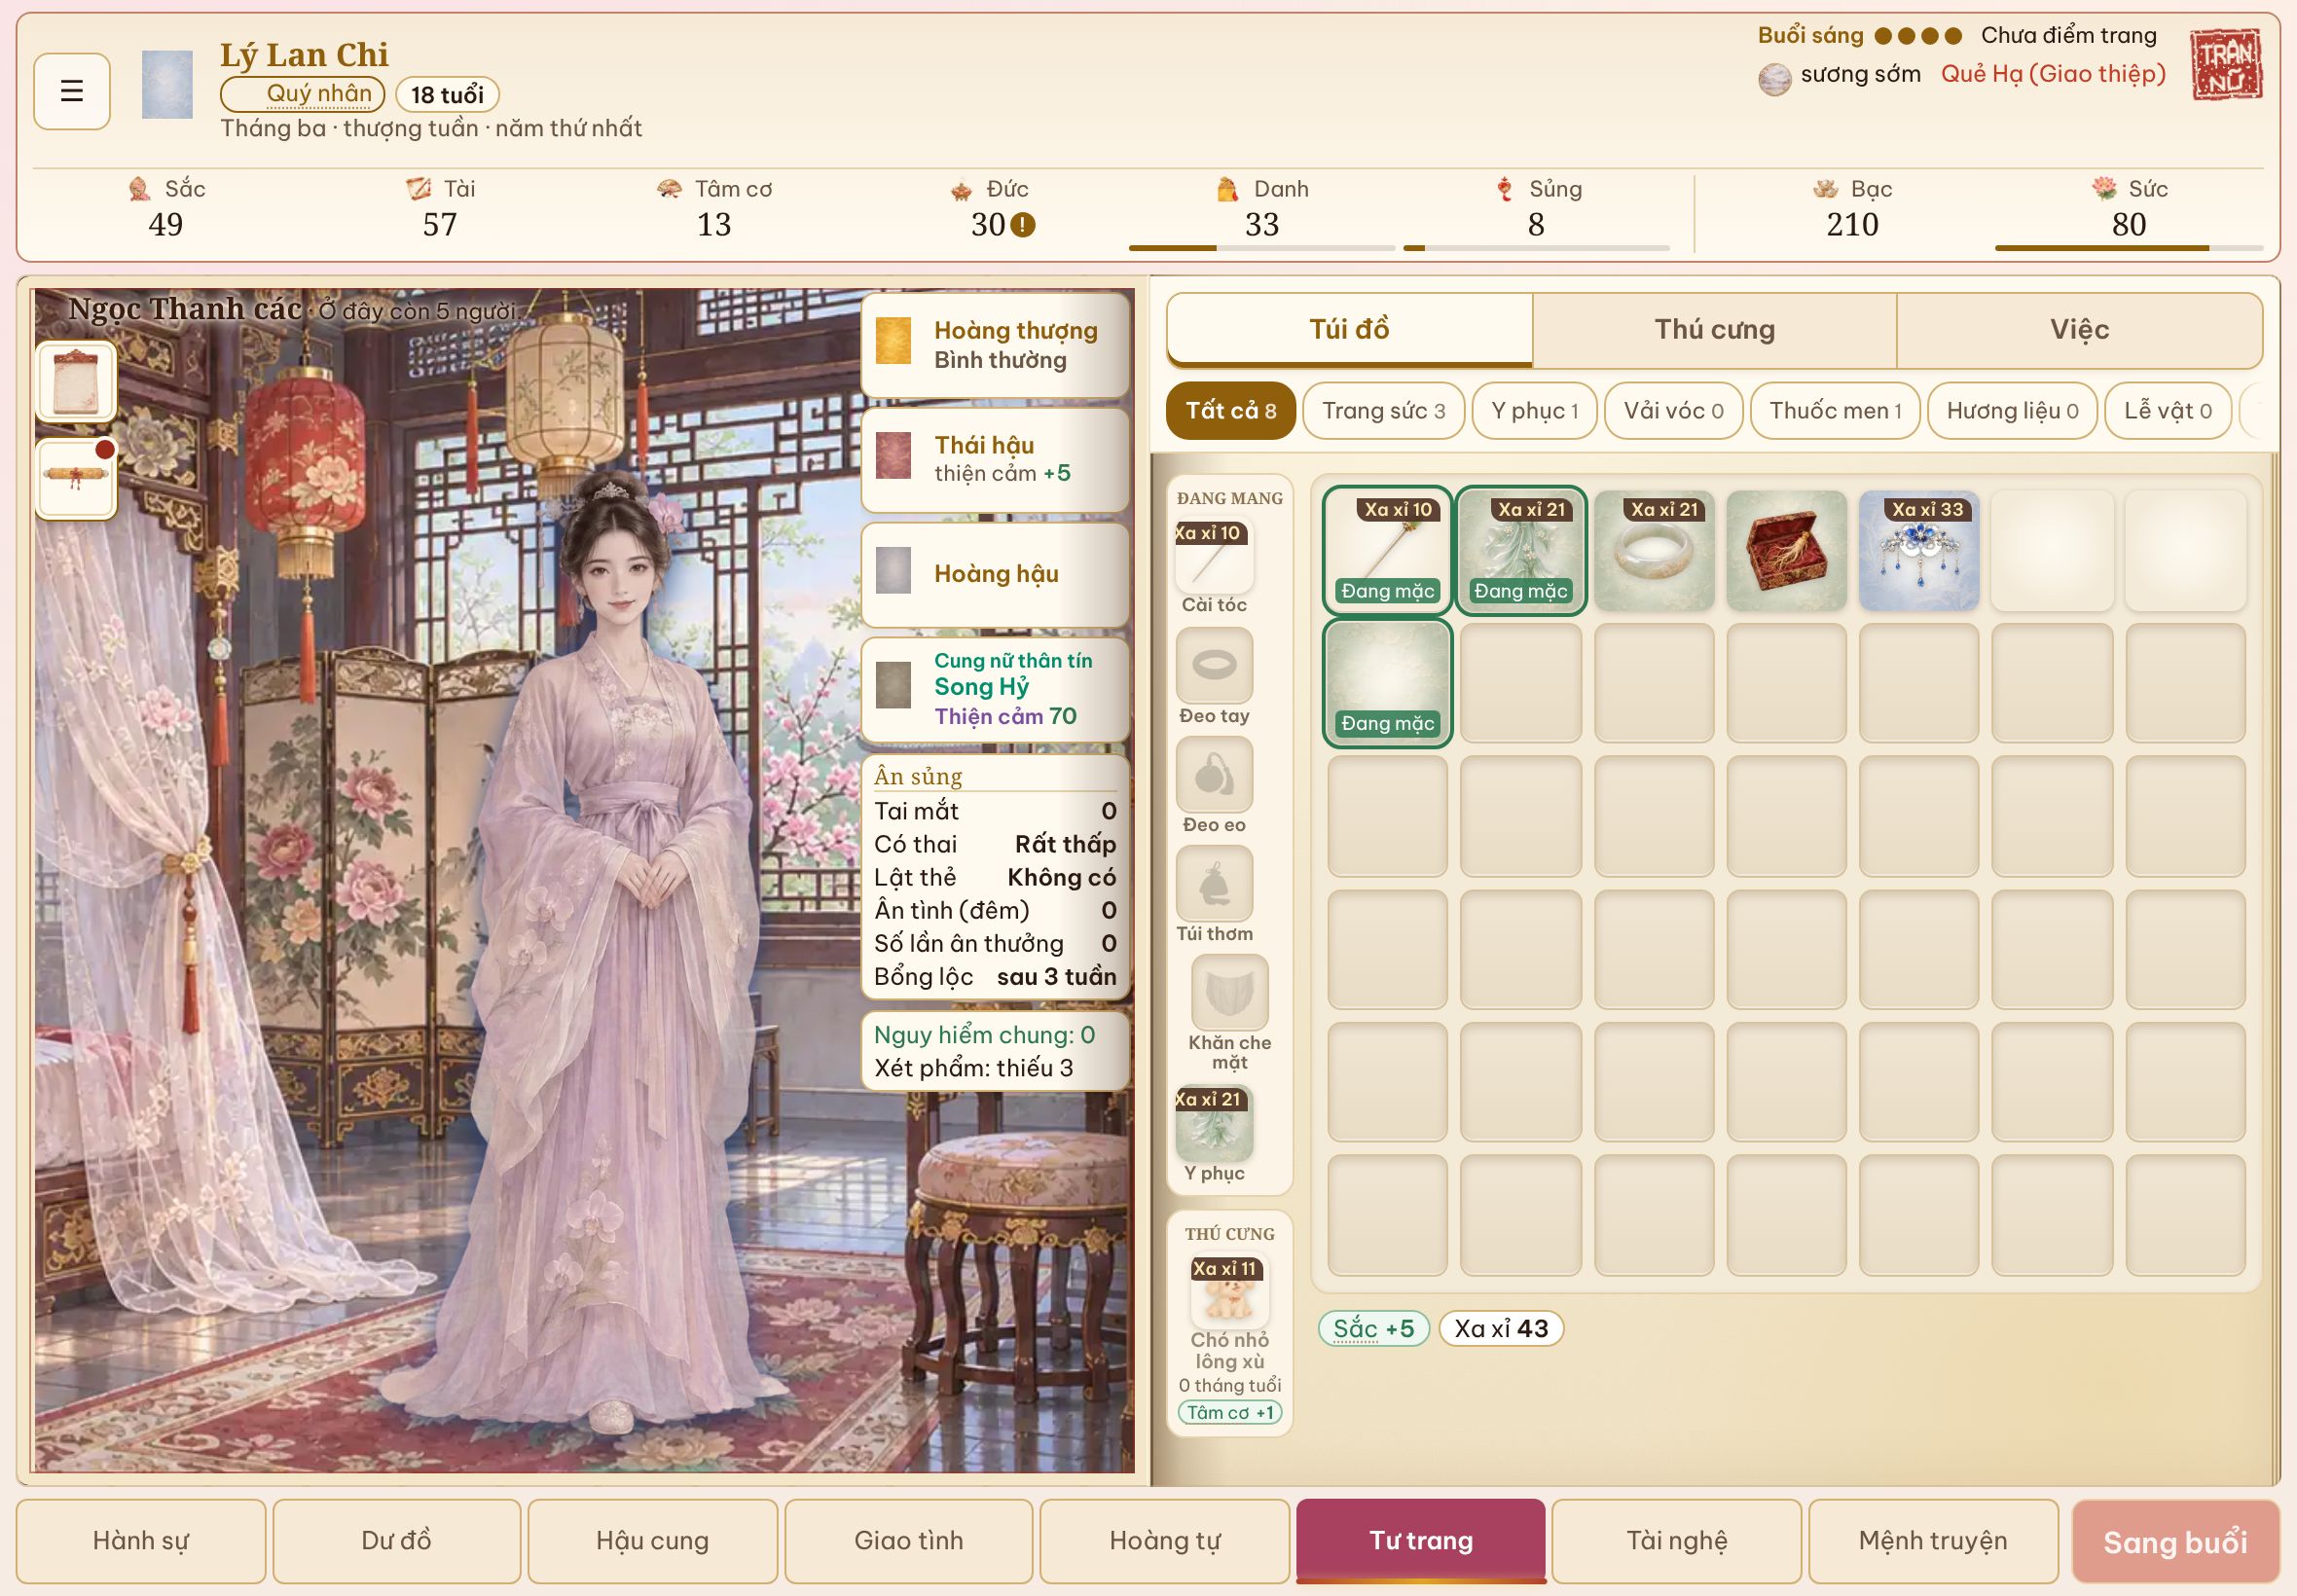 ☰
Lý Lan Chi
Quý nhân
18 tuổi
Tháng ba · thượng tuần · năm thứ nhất
Buổi sáng
Chưa điểm trang
sương sớm
Quẻ Hạ (Giao thiệp)
TRÂN NỮ
Sắc
49
Tài
57
Tâm cơ
13
Đức
30 !
Danh
33
Sủng
8
Bạc
210
Sức
80
Ngọc Thanh các · Ở đây còn 5 người.
Hoàng thượng
Bình thường
Thái hậu
thiện cảm +5
Hoàng hậu
Cung nữ thân tín
Song Hỷ
Thiện cảm 70
Ân sủng
Tai mắt 0
Có thai Rất thấp
Lật thẻ Không có
Ân tình (đêm) 0
Số lần ân thưởng 0
Bổng lộc sau 3 tuần
Nguy hiểm chung: 0
Xét phẩm: thiếu 3
Túi đồ
Thú cưng
Việc
Tất cả 8
Trang sức 3
Y phục 1
Vải vóc 0
Thuốc men 1
Hương liệu 0
Lễ vật 0
ĐANG MANG
Xa xỉ 10
Cài tóc
Đeo tay
Đeo eo
Túi thơm
Khăn che
mặt
Xa xỉ 21
Y phục
THÚ CƯNG
Xa xỉ 11
Chó nhỏ
lông xù
0 tháng tuổi
Tâm cơ +1
Xa xỉ 10
Đang mặc
Xa xỉ 21
Đang mặc
Xa xỉ 21
Xa xỉ 33
Đang mặc
Sắc +5
Xa xỉ 43
Hành sự
Dư đồ
Hậu cung
Giao tình
Hoàng tự
Tư trang
Tài nghệ
Mệnh truyện
Sang buổi